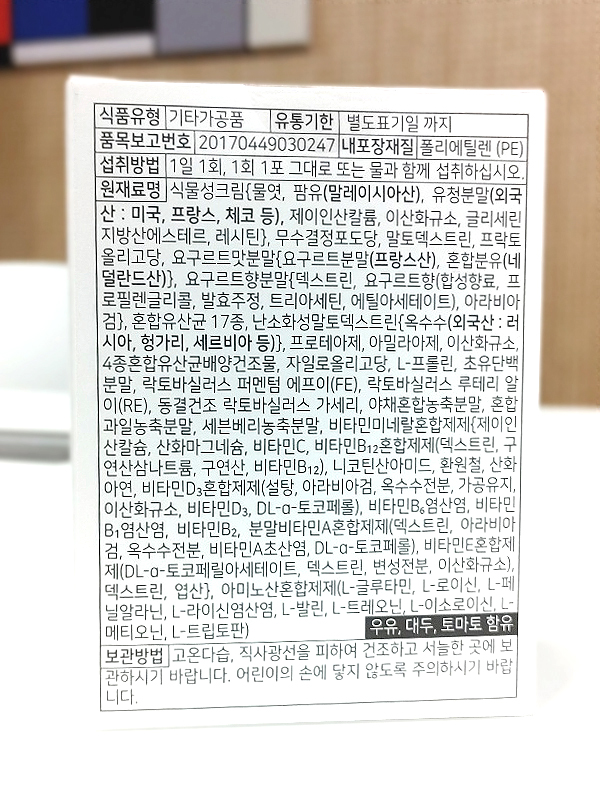 식품유형 기타가공품 유통기한 별도표기일 까지
품목보고번호 20170449030247 내포장재질 폴리에틸렌 (PE)
섭취방법 1일 1회, 1회 1포 그대로 또는 물과 함께 섭취하십시오.
원재료명 식물성크림{물엿, 팜유(말레이시아산), 유청분말(외국
산 : 미국, 프랑스, 체코 등), 제이인산칼륨, 이산화규소, 글리세린
지방산에스테르, 레시틴}, 무수결정포도당, 말토덱스트린, 프락토
올리고당, 요구르트맛분말{요구르트분말(프랑스산), 혼합분유(네
덜란드산)}, 요구르트향분말{덱스트린, 요구르트향(합성향료, 프
로필렌글리콜, 발효주정, 트리아세틴, 에틸아세테이트), 아라비아
검}, 혼합유산균 17종, 난소화성말토덱스트린{옥수수(외국산 : 러
시아, 헝가리, 세르비아 등)}, 프로테아제, 아밀라아제, 이산화규소,
4종혼합유산균배양건조물, 자일로올리고당, L-프롤린, 초유단백
분말, 락토바실러스 퍼멘텀 에프이(FE), 락토바실러스 루테리 알
이(RE), 동결건조 락토바실러스 가세리, 야채혼합농축분말, 혼합
과일농축분말, 세븐베리농축분말, 비타민미네랄혼합제제{제이인
산칼슘, 산화마그네슘, 비타민C, 비타민B₁₂혼합제제(덱스트린, 구
연산삼나트륨, 구연산, 비타민B₁₂), 니코틴산아미드, 환원철, 산화
아연, 비타민D₃혼합제제(설탕, 아라비아검, 옥수수전분, 가공유지,
이산화규소, 비타민D₃, DL-α-토코페롤), 비타민B₆염산염, 비타민
B₁염산염, 비타민B₂, 분말비타민A혼합제제(덱스트린, 아라비아
검, 옥수수전분, 비타민A초산염, DL-α-토코페롤), 비타민E혼합제
제(DL-α-토코페릴아세테이트, 덱스트린, 변성전분, 이산화규소),
덱스트린, 엽산}, 아미노산혼합제제(L-글루타민, L-로이신, L-페
닐알라닌, L-라이신염산염, L-발린, L-트레오닌, L-이소로이신, L-
메티오닌, L-트립토판)
우유, 대두, 토마토 함유
보관방법 고온다습, 직사광선을 피하여 건조하고 서늘한 곳에 보
관하시기 바랍니다. 어린이의 손에 닿지 않도록 주의하시기 바랍
니다.